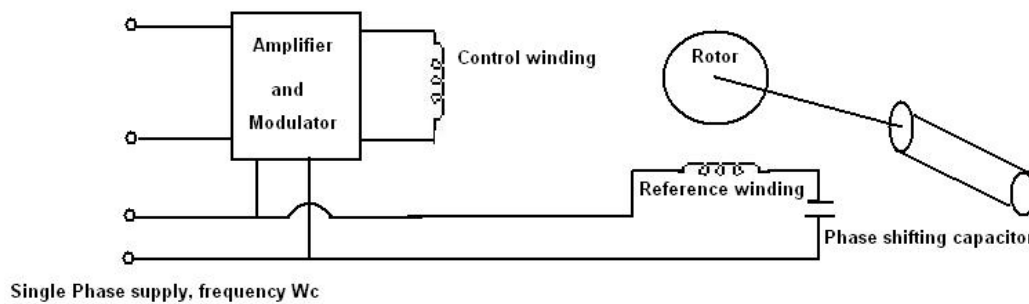 Amplifier
and
Modulator
Control winding
Rotor
Reference winding
Phase shifting capacitor
Single Phase supply, frequency Wc